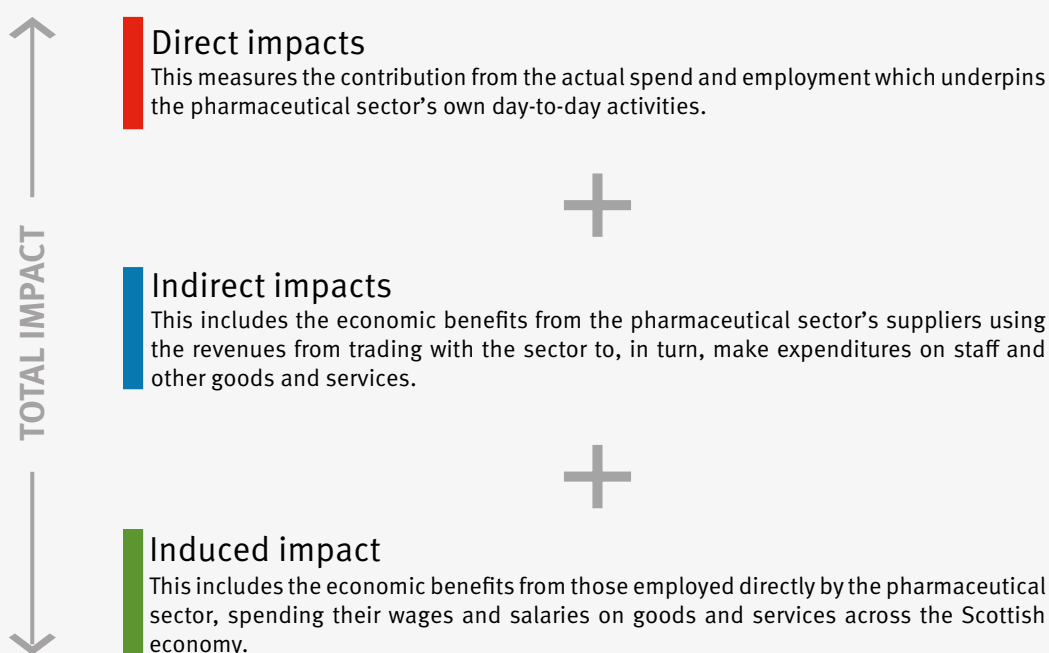 Direct impacts
This measures the contribution from the actual spend and employment which underpins
the pharmaceutical sector's own day-to-day activities.
+
TOTAL IMPACT
Indirect impacts
This includes the economic benefits from the pharmaceutical sector's suppliers using
the revenues from trading with the sector to, in turn, make expenditures on staff and
other goods and services.
+
Induced impact
This includes the economic benefits from those employed directly by the pharmaceutical
sector, spending their wages and salaries on goods and services across the Scottish
economy.